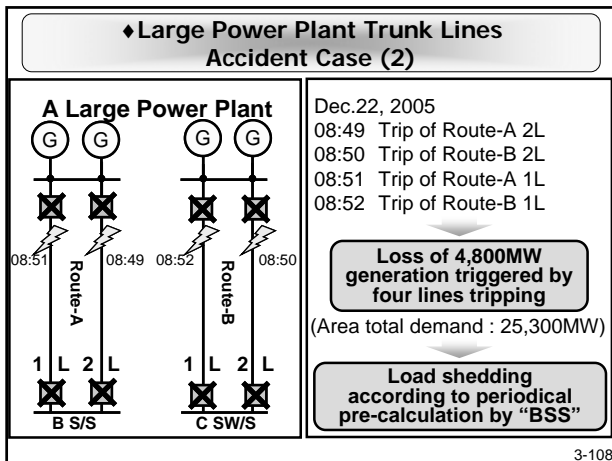 ♦Large Power Plant Trunk Lines
Accident Case (2)
A Large Power Plant
G G G G
08:51 08:49 08:52 08:50
Route-A
Route-B
1 L 2 L 1 L 2 L
B S/S C SW/S
Dec.22, 2005
08:49 Trip of Route-A 2L
08:50 Trip of Route-B 2L
08:51 Trip of Route-A 1L
08:52 Trip of Route-B 1L
Loss of 4,800MW
generation triggered by
four lines tripping
(Area total demand : 25,300MW)
Load shedding
according to periodical
pre-calculation by “BSS”
3-108